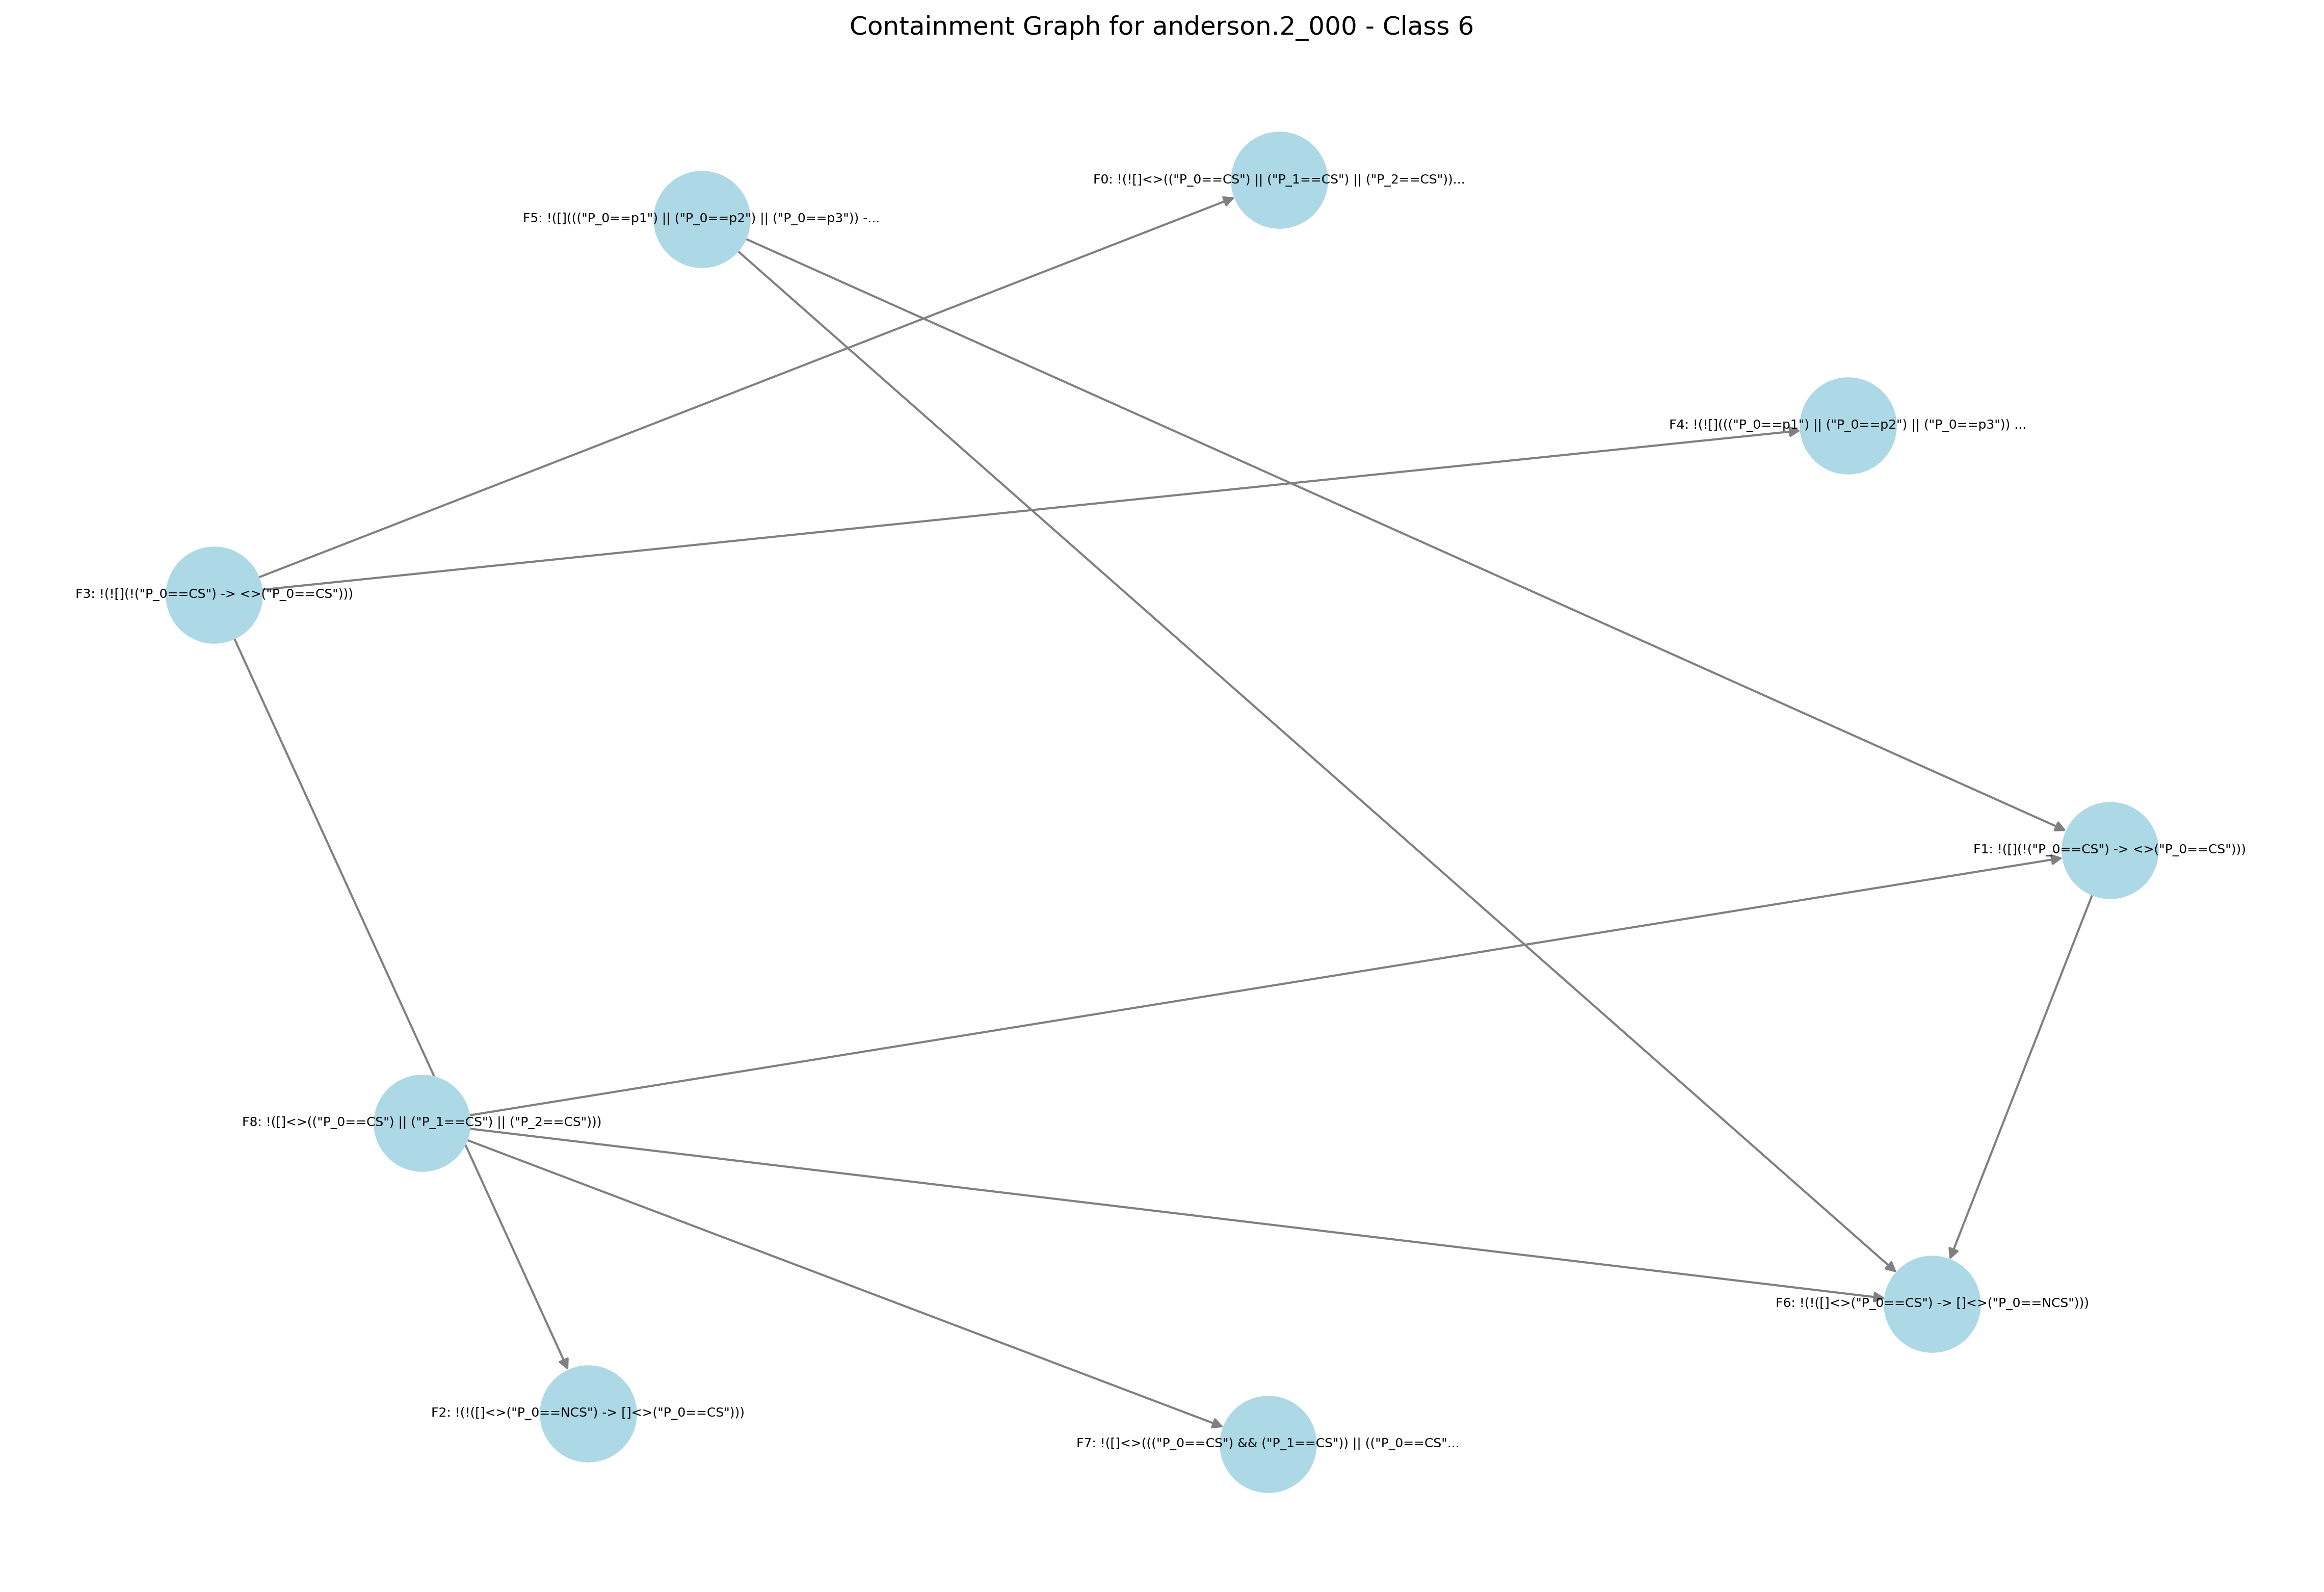 Containment Graph for anderson.2_000 - Class 6
F0: !(![]<>(("P_0==CS") || ("P_1==CS") || ("P_2==CS"))...
F5: !([]((("P_0==p1") || ("P_0==p2") || ("P_0==p3")) -...
F4: !(![]((("P_0==p1") || ("P_0==p2") || ("P_0==p3")) ...
F3: !(![](!("P_0==CS") -> <>("P_0==CS")))
F1: !([](!("P_0==CS") -> <>("P_0==CS")))
F8: !([]<>(("P_0==CS") || ("P_1==CS") || ("P_2==CS")))
F6: !(!([]<>("P_0==CS") -> []<>("P_0==NCS")))
F2: !(!([]<>("P_0==NCS") -> []<>("P_0==CS")))
F7: !([]<>((("P_0==CS") && ("P_1==CS")) || (("P_0==CS"...